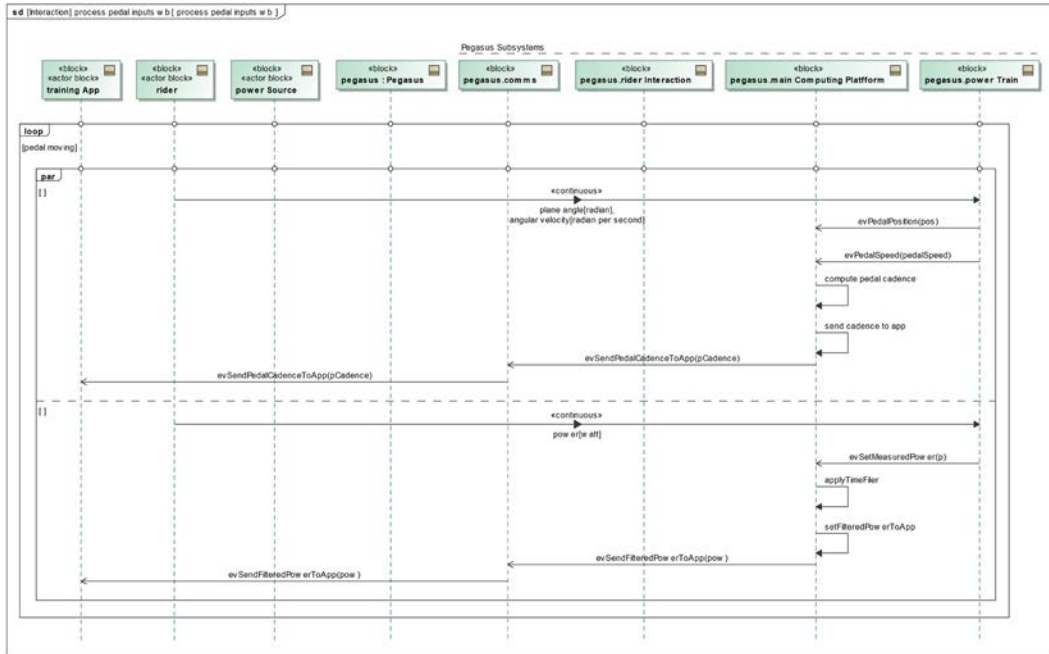 sd [Interaction] process pedal inputs w b [ process pedal inputs w b ]
Pegasus Subsystems
«block»
«actor block»
training App
«block»
«actor block»
rider
«block»
«actor block»
power Source
«block»
pegasus : Pegasus
«block»
pegasus.comms
«block»
pegasus.rider Interaction
«block»
pegasus.main Computing Platfform
«block»
pegasus.power Train
loop
[pedal moving]
par
[ ]
«continuous»
plane angle[radian],
angular velocity[radian per second]
evPedalPosition(pos)
evPedalSpeed(pedalSpeed)
compute pedal cadence
send cadence to app
evSendPedalCadenceToApp(pCadence)
evSendPedalCadenceToApp(pCadence)
[ ]
«continuous»
pow er[w att]
evSetMeasuredPow er(p)
applyTimeFiler
setFilteredPow erToApp
evSendFilteredPow erToApp(pow )
evSendFilteredPow erToApp(pow )